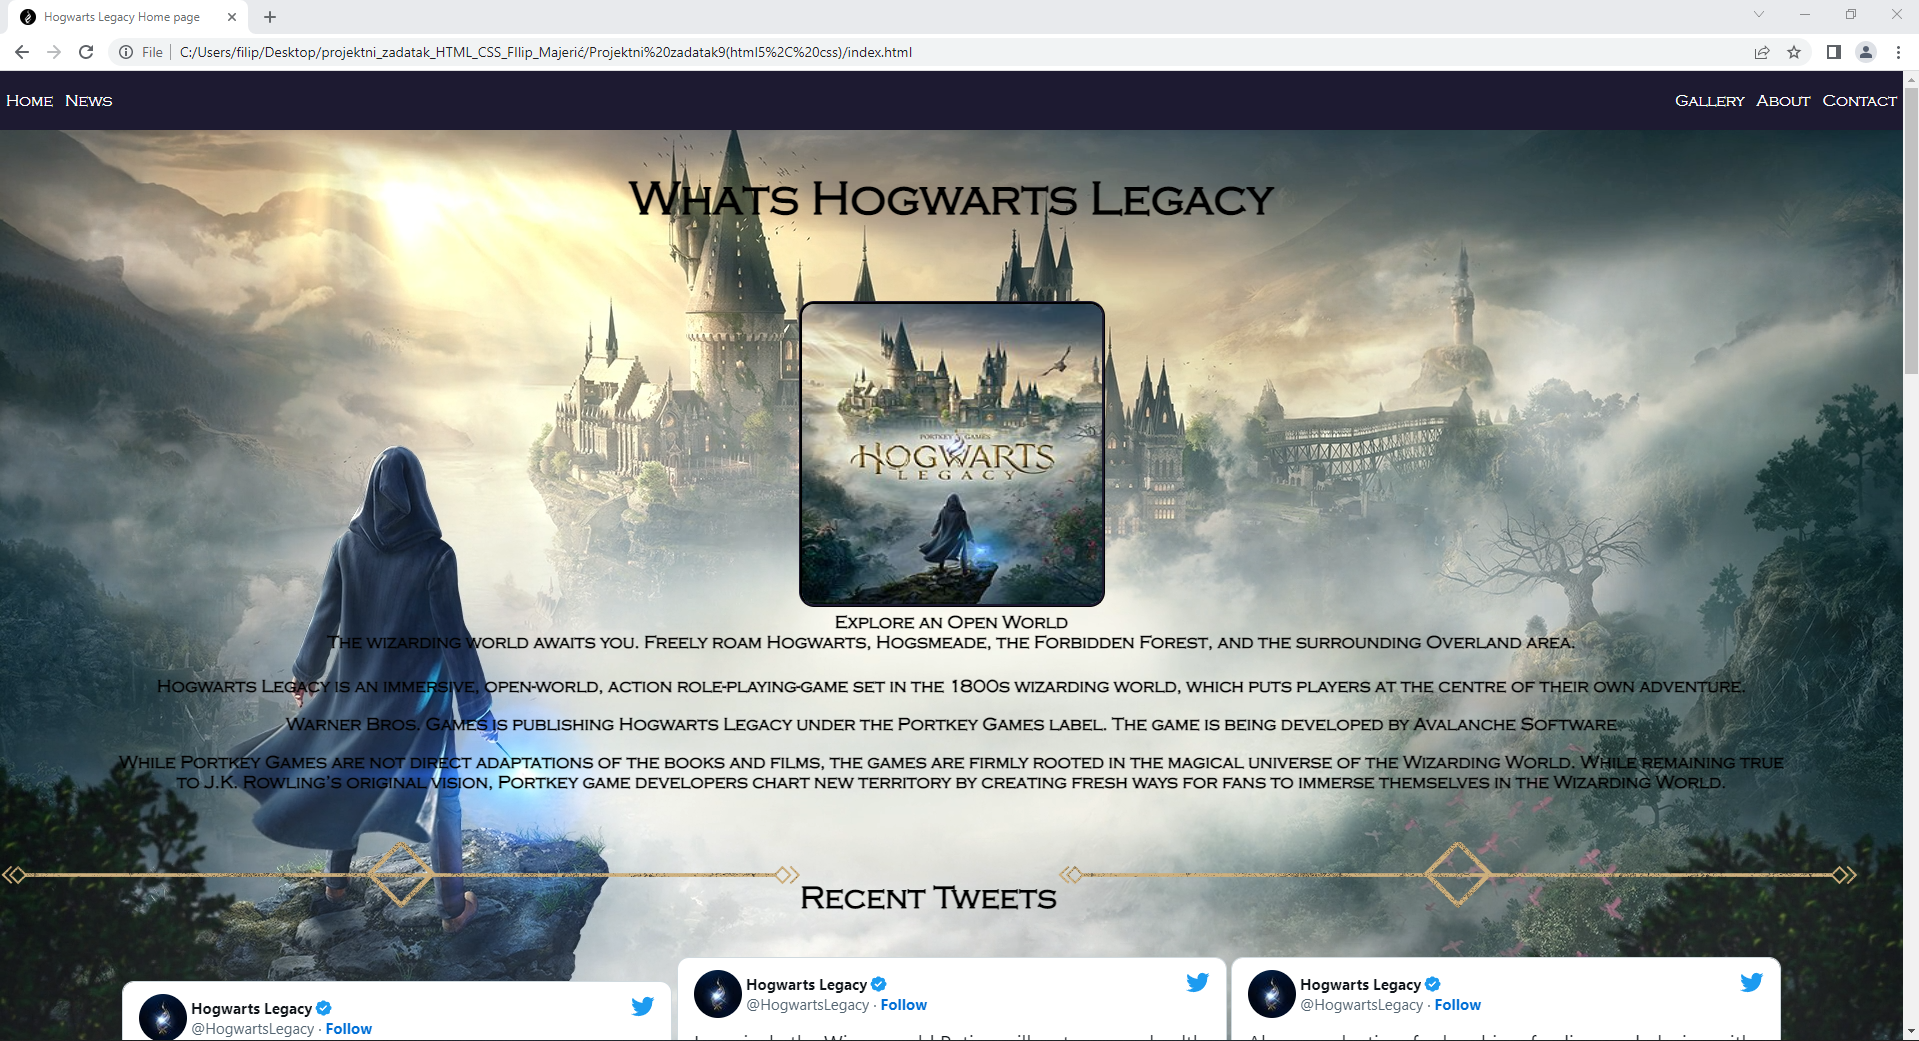 Hogwarts Legacy Home page
File C:/Users/filip/Desktop/projektni_zadatak_HTML_CSS_FIlip_Majerić/Projektni%20zadatak9(html5%2C%20css)/index.html
Home News Gallery About Contact
Whats Hogwarts Legacy
PORTKEY GAMES
HOGWARTS
LEGACY
Explore an Open World
The wizarding world awaits you. Freely roam Hogwarts, Hogsmeade, the Forbidden Forest, and the surrounding Overland area.
Hogwarts Legacy is an immersive, open-world, action role-playing-game set in the 1800s wizarding world, which puts players at the centre of their own adventure.
Warner Bros. Games is publishing Hogwarts Legacy under the Portkey Games label. The game is being developed by Avalanche Software
While Portkey Games are not direct adaptations of the books and films, the games are firmly rooted in the magical universe of the Wizarding World. While remaining true
to J.K. Rowling's original vision, Portkey game developers chart new territory by creating fresh ways for fans to immerse themselves in the Wizarding World.
Recent Tweets
Hogwarts Legacy
@HogwartsLegacy · Follow
Hogwarts Legacy
@HogwartsLegacy · Follow
Hogwarts Legacy
@HogwartsLegacy · Follow